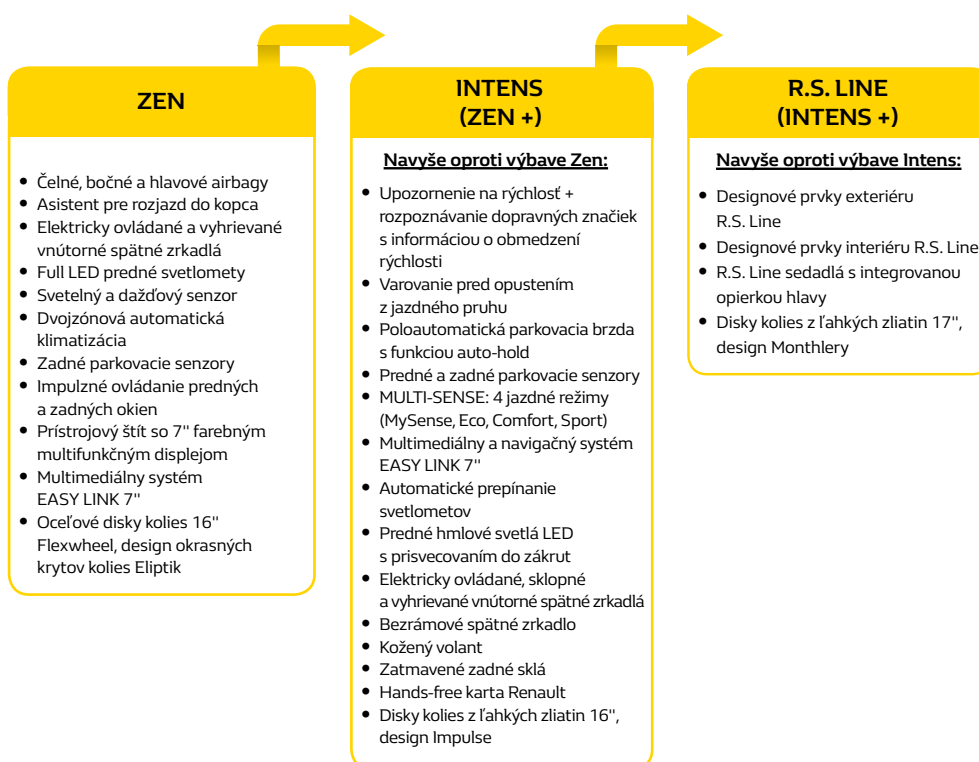 ZEN
Čelné, bočné a hlavové airbagy
Asistent pre rozjazd do kopca
Elektricky ovládané a vyhrievané
vnútorné spätné zrkadlá
Full LED predné svetlomety
Svetelný a dažďový senzor
Dvojzónová automatická
klimatizácia
Zadné parkovacie senzory
Impulzné ovládanie predných
a zadných okien
Prístrojový štít so 7" farebným
multifunkčným displejom
Multimediálny systém
EASY LINK 7"
Oceľové disky kolies 16"
Flexwheel, design okrasných
krytov kolies Eliptik
INTENS
(ZEN +)
Navyše oproti výbave Zen:
Upozornenie na rýchlosť +
rozpoznávanie dopravných značiek
s informáciou o obmedzení
rýchlosti
Varovanie pred opustením
z jazdného pruhu
Poloautomatická parkovacia brzda
s funkciou auto-hold
Predné a zadné parkovacie senzory
MULTI-SENSE: 4 jazdné režimy
(MySense, Eco, Comfort, Sport)
Multimediálny a navigačný systém
EASY LINK 7"
Automatické prepínanie
svetlometov
Predné hmlové svetlá LED
s prisvecovaním do zákrut
Elektricky ovládané, sklopné
a vyhrievané vnútorné spätné zrkadlá
Bezrámové spätné zrkadlo
Kožený volant
Zatmavené zadné sklá
Hands-free karta Renault
Disky kolies z ľahkých zliatin 16",
design Impulse
R.S. LINE
(INTENS +)
Navyše oproti výbave Intens:
Designové prvky exteriéru
R.S. Line
Designové prvky interiéru R.S. Line
R.S. Line sedadlá s integrovanou
opierkou hlavy
Disky kolies z ľahkých zliatin 17",
design Monthlery